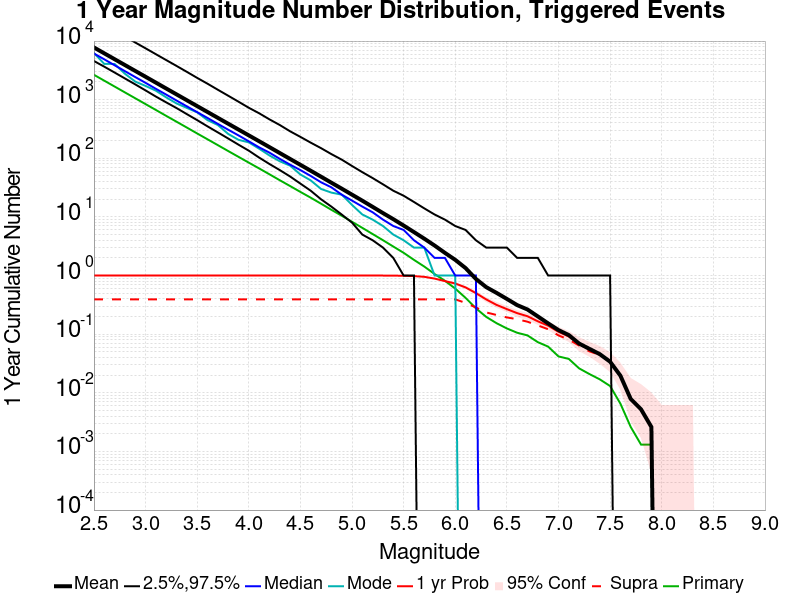 1 Year Magnitude Number Distribution, Triggered Events
1 Year Cumulative Number
10^4
10^3
10^2
10^1
10^0
10^-1
10^-2
10^-3
10^-4
2.5 3.0 3.5 4.0 4.5 5.0 5.5 6.0 6.5 7.0 7.5 8.0 8.5 9.0
Magnitude
Mean 2.5%,97.5% Median Mode 1 yr Prob 95% Conf Supra Primary